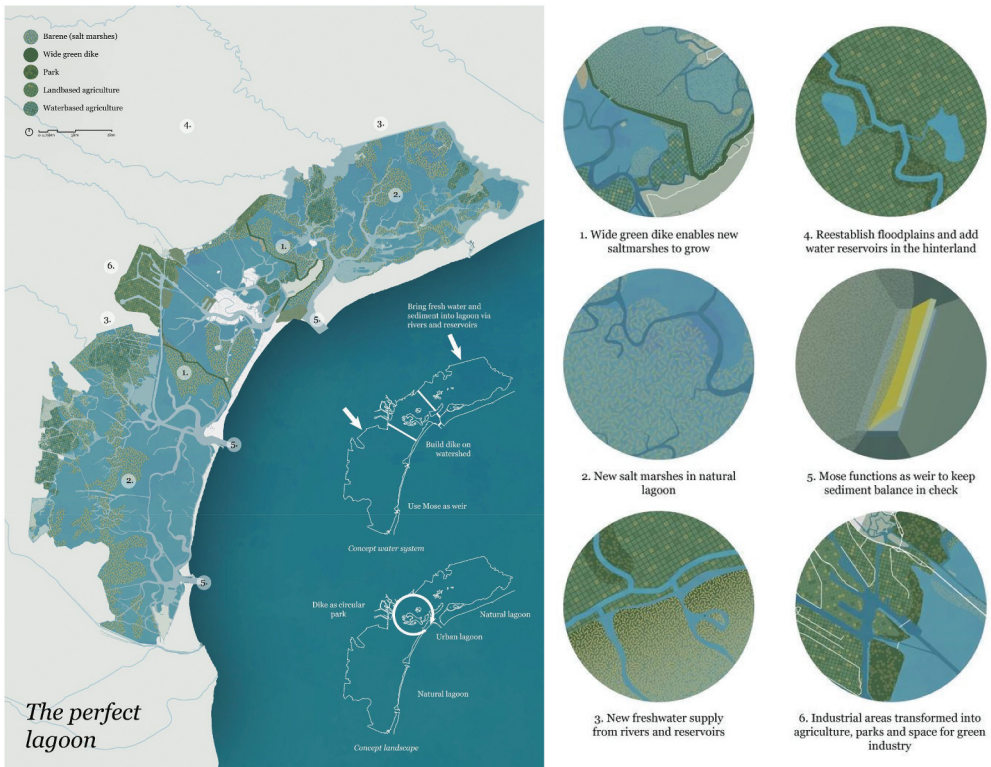 Barene (salt marshes)
Wide green dike
Park
Landbased agriculture
Waterbased agriculture
4.
3.
2.
1.
6.
3.
5.
1.
5.
2.
5.
Bring fresh water and
sediment into lagoon via
rivers and reservoirs
Build dike on
watershed
Use Mose as weir
Concept water system
Dike as circular
park
Natural lagoon
Urban lagoon
Natural lagoon
Concept landscape
The perfect
lagoon
1. Wide green dike enables new
saltmarshes to grow
4. Reestablish floodplains and add
water reservoirs in the hinterland
2. New salt marshes in natural
lagoon
5. Mose functions as weir to keep
sediment balance in check
3. New freshwater supply
from rivers and reservoirs
6. Industrial areas transformed into
agriculture, parks and space for green
industry